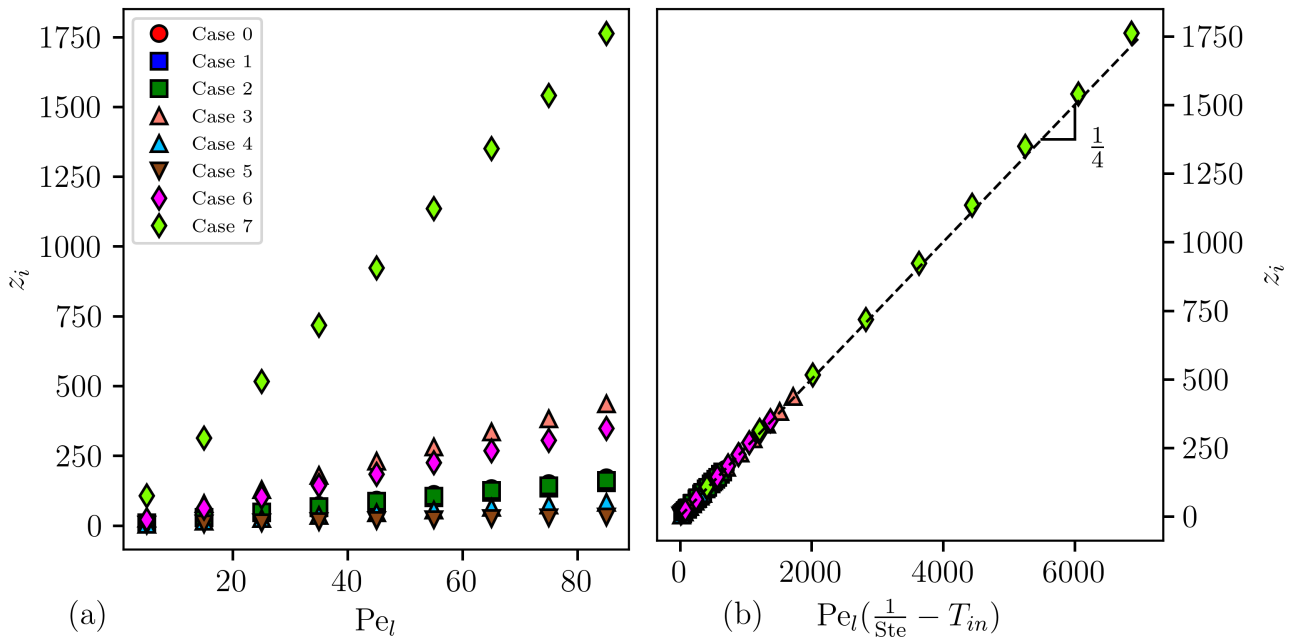 1750
1500
1250
1000
750
500
250
0
z_i
Case 0
Case 1
Case 2
Case 3
Case 4
Case 5
Case 6
Case 7
20
40
60
80
(a)
Pe_l
1750
1500
1250
1000
750
500
250
0
z_i
1/4
0
2000
4000
6000
(b)
Pe_l(1/Ste − T_in)